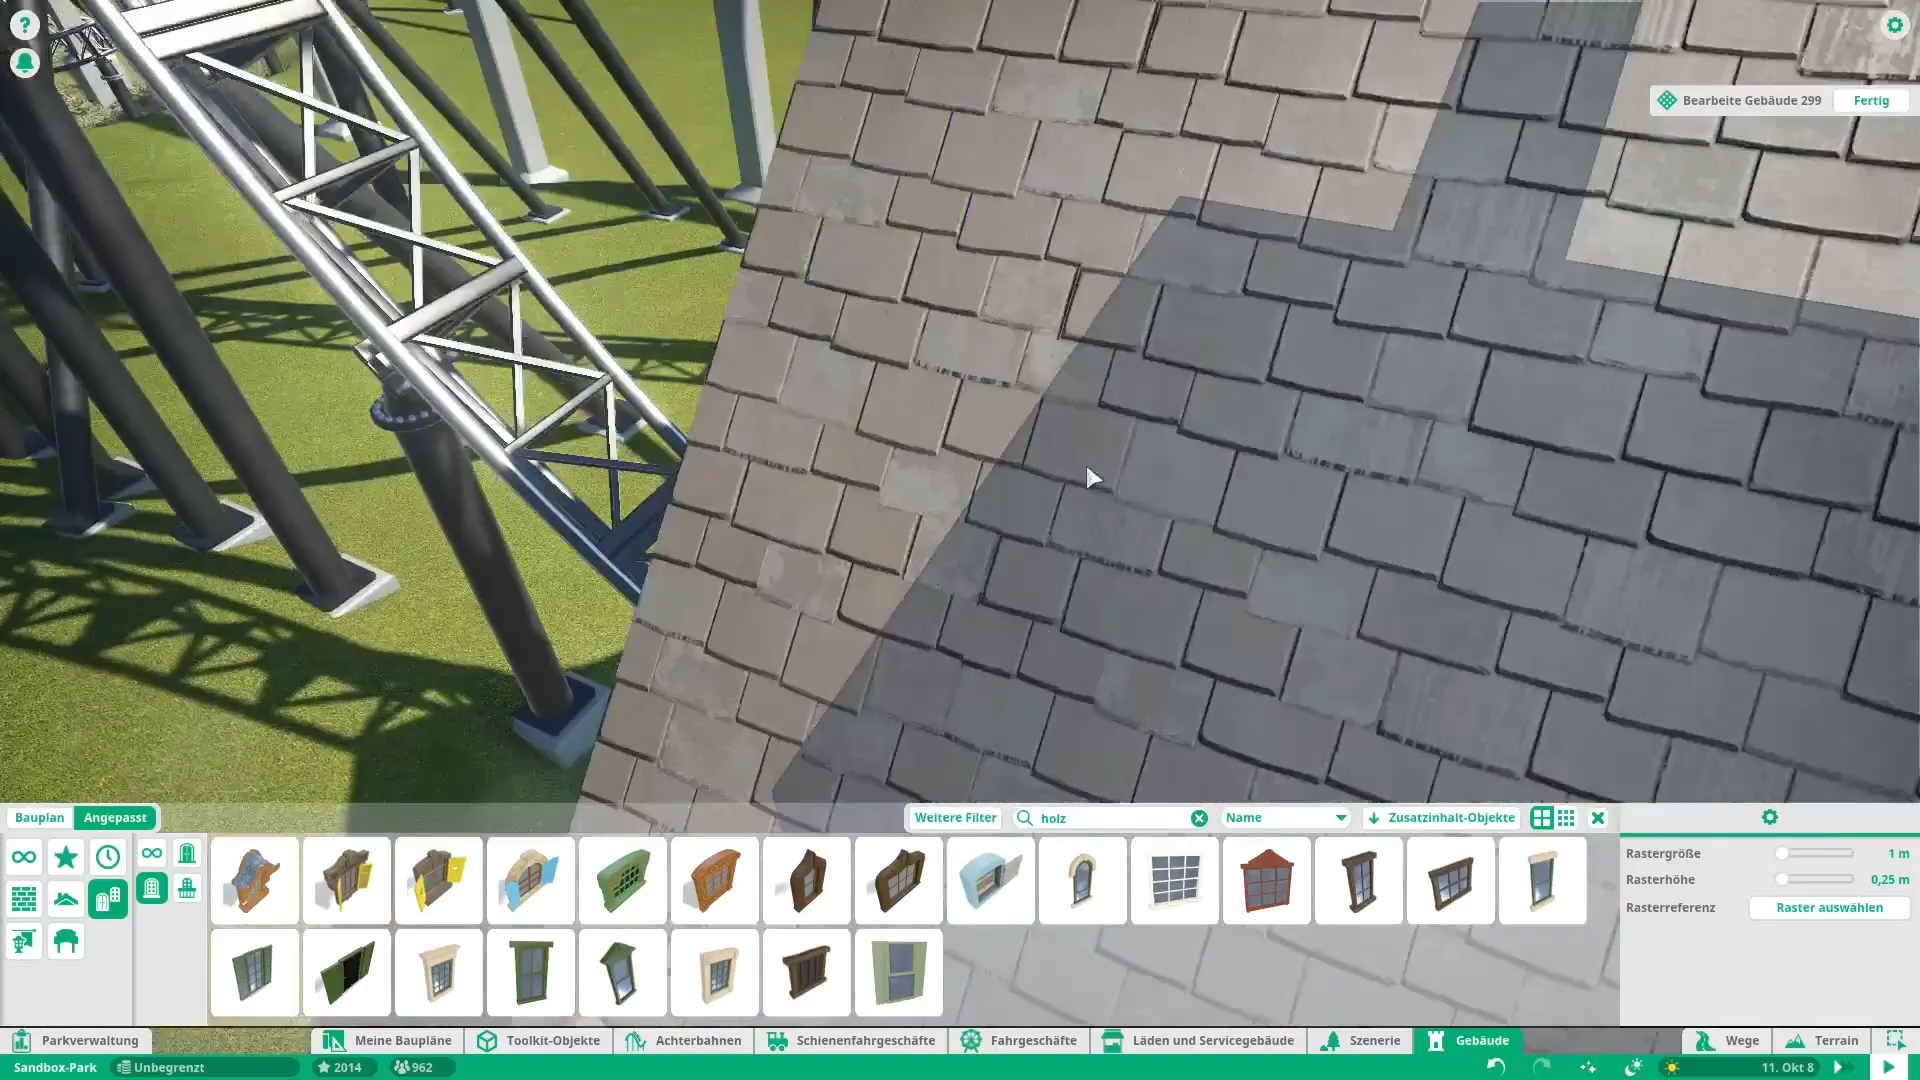 ?
Bearbeite Gebäude 299
Fertig
Bauplan
Angepasst
Weitere Filter
holz
Name
Zusatzinhalt-Objekte
Rastergröße
1 m
Rasterhöhe
0,25 m
Rasterreferenz
Raster auswählen
Parkverwaltung
Meine Baupläne
Toolkit-Objekte
Achterbahnen
Schienenfahrgeschäfte
Fahrgeschäfte
Läden und Servicegebäude
Szenerie
Gebäude
Wege
Terrain
Sandbox-Park
Unbegrenzt
2014
962
11. Okt 8